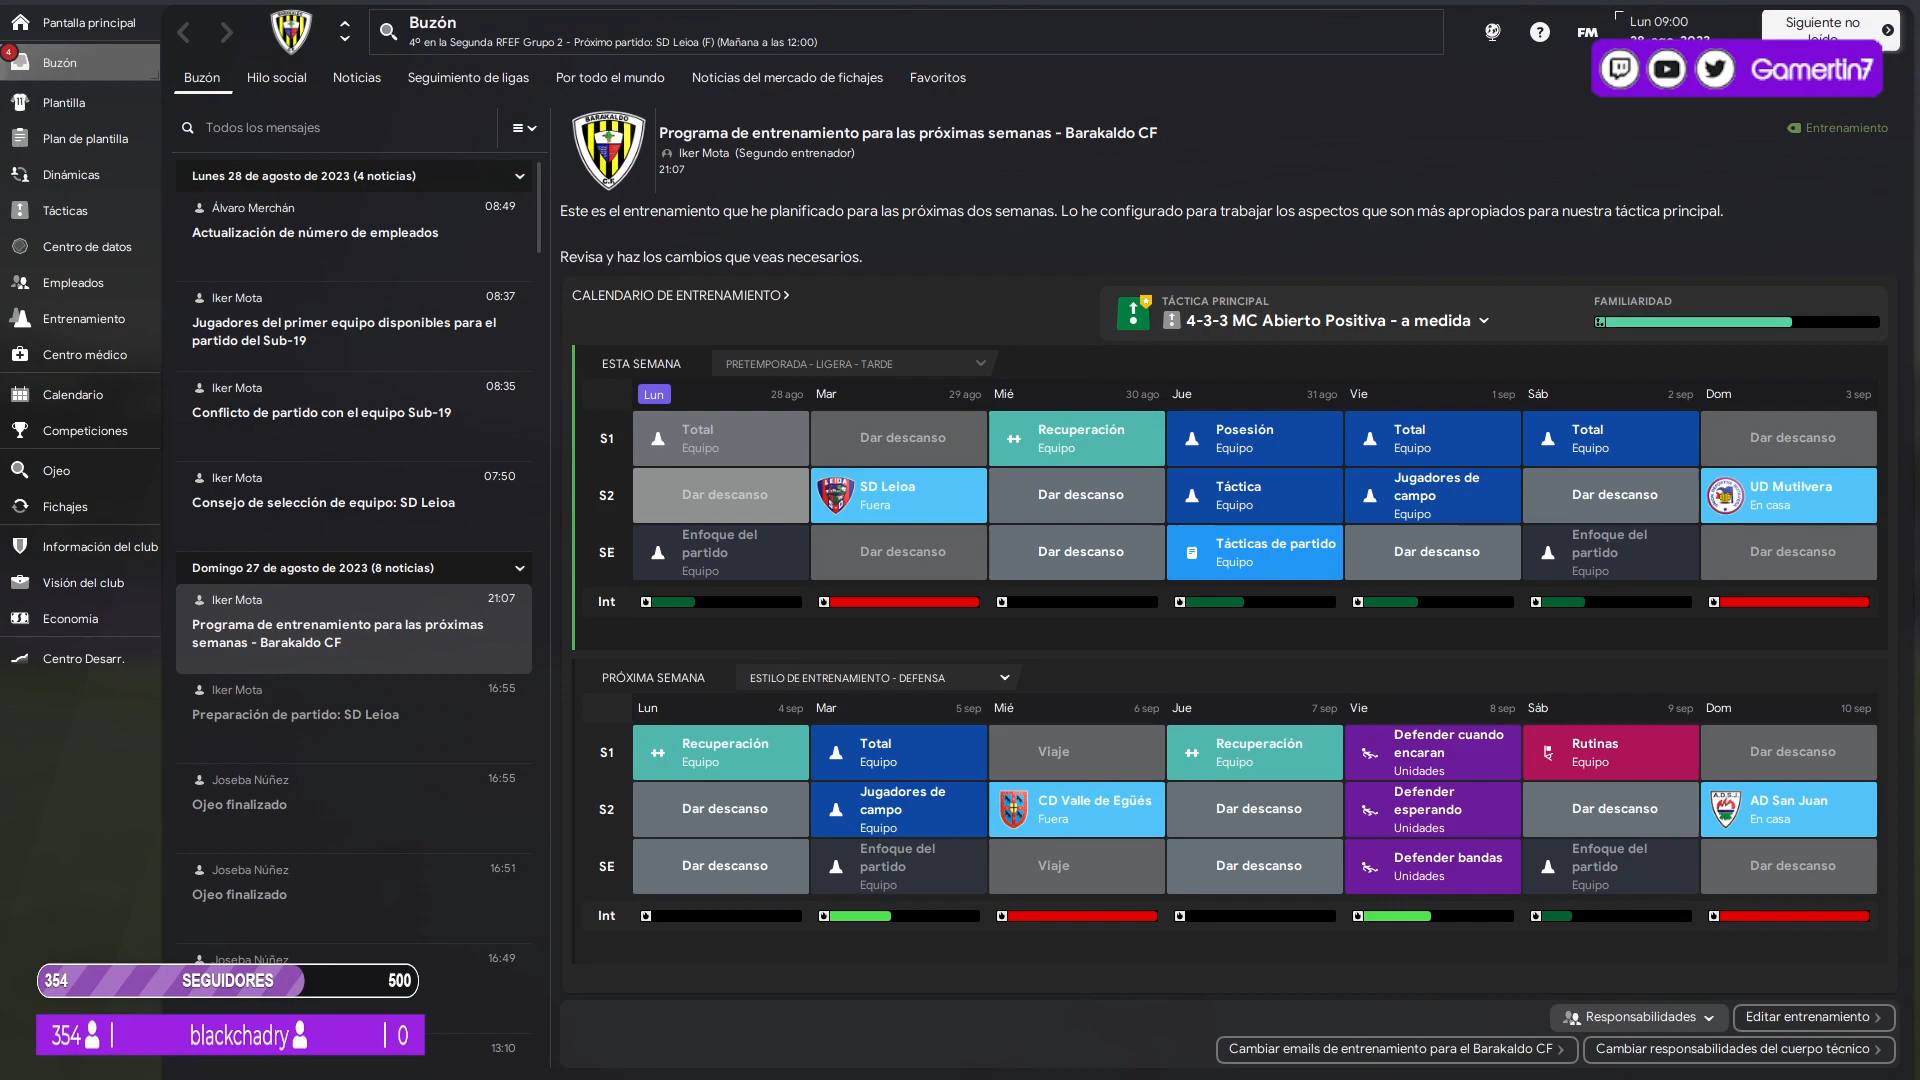 Pantalla principal
4
Buzón
Plantilla
Plan de plantilla
Dinámicas
Tácticas
Centro de datos
Empleados
Entrenamiento
Centro médico
Calendario
Competiciones
Ojeo
Fichajes
Información del club
Visión del club
Economía
Centro Desarr.
Buzón
4º en la Segunda RFEF Grupo 2 - Próximo partido: SD Leioa (F) (Mañana a las 12:00)
FM
Lun 09:00
Siguiente no
Gamertin7
Buzón
Hilo social
Noticias
Seguimiento de ligas
Por todo el mundo
Noticias del mercado de fichajes
Favoritos
Todos los mensajes
Lunes 28 de agosto de 2023 (4 noticias)
Álvaro Merchán 08:49
Actualización de número de empleados
Iker Mota 08:37
Jugadores del primer equipo disponibles para el
partido del Sub-19
Iker Mota 08:35
Conflicto de partido con el equipo Sub-19
Iker Mota 07:50
Consejo de selección de equipo: SD Leioa
Domingo 27 de agosto de 2023 (8 noticias)
Iker Mota 21:07
Programa de entrenamiento para las próximas
semanas - Barakaldo CF
Iker Mota 16:55
Preparación de partido: SD Leioa
Joseba Núñez 16:55
Ojeo finalizado
Joseba Núñez 16:51
Ojeo finalizado
Joseba Núñez 16:49
354 SEGUIDORES 500
354 blackchadry 0
13:10
Programa de entrenamiento para las próximas semanas - Barakaldo CF
Iker Mota (Segundo entrenador)
21:07
Entrenamiento
Este es el entrenamiento que he planificado para las próximas dos semanas. Lo he configurado para trabajar los aspectos que son más apropiados para nuestra táctica principal.
Revisa y haz los cambios que veas necesarios.
CALENDARIO DE ENTRENAMIENTO
TÁCTICA PRINCIPAL
4-3-3 MC Abierto Positiva - a medida
FAMILIARIDAD
ESTA SEMANA PRETEMPORADA - LIGERA - TARDE
Lun 28 ago Mar 29 ago Mié 30 ago Jue 31 ago Vie 1 sep Sáb 2 sep Dom 3 sep
S1
Total
Equipo
Dar descanso
Recuperación
Equipo
Posesión
Equipo
Total
Equipo
Total
Equipo
Dar descanso
S2
Dar descanso
SD Leioa
Fuera
Dar descanso
Táctica
Equipo
Jugadores de
campo
Equipo
Dar descanso
UD Mutilvera
En casa
SE
Enfoque del
partido
Equipo
Dar descanso
Dar descanso
Tácticas de partido
Equipo
Dar descanso
Enfoque del
partido
Equipo
Dar descanso
Int
PRÓXIMA SEMANA ESTILO DE ENTRENAMIENTO - DEFENSA
Lun 4 sep Mar 5 sep Mié 6 sep Jue 7 sep Vie 8 sep Sáb 9 sep Dom 10 sep
S1
Recuperación
Equipo
Total
Equipo
Viaje
Recuperación
Equipo
Defender cuando
encaran
Unidades
Rutinas
Equipo
Dar descanso
S2
Dar descanso
Jugadores de
campo
Equipo
CD Valle de Egüés
Fuera
Dar descanso
Defender
esperando
Unidades
Dar descanso
AD San Juan
En casa
SE
Dar descanso
Enfoque del
partido
Equipo
Viaje
Dar descanso
Defender bandas
Unidades
Enfoque del
partido
Equipo
Dar descanso
Int
Responsabilidades
Editar entrenamiento
Cambiar emails de entrenamiento para el Barakaldo CF
Cambiar responsabilidades del cuerpo técnico